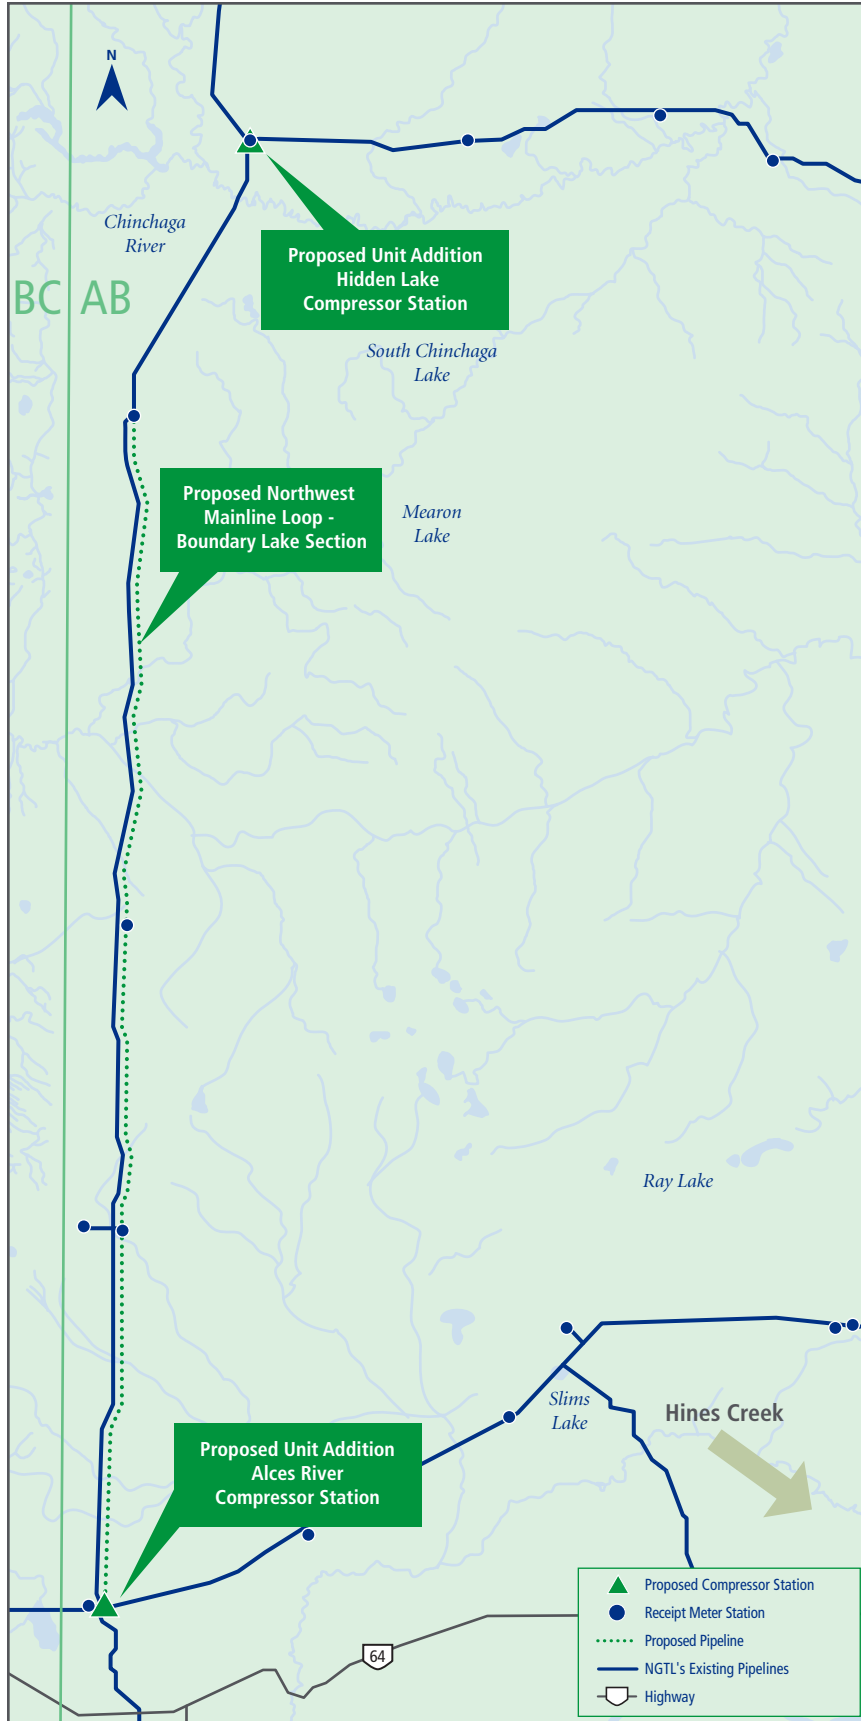 N
Chinchaga
River
Proposed Unit Addition
Hidden Lake
Compressor Station
BC AB
South Chinchaga
Lake
Proposed Northwest
Mainline Loop -
Boundary Lake Section
Mearon
Lake
Ray Lake
Slims
Lake
Hines Creek
Proposed Unit Addition
Alces River
Compressor Station
64
Proposed Compressor Station
Receipt Meter Station
Proposed Pipeline
NGTL's Existing Pipelines
Highway